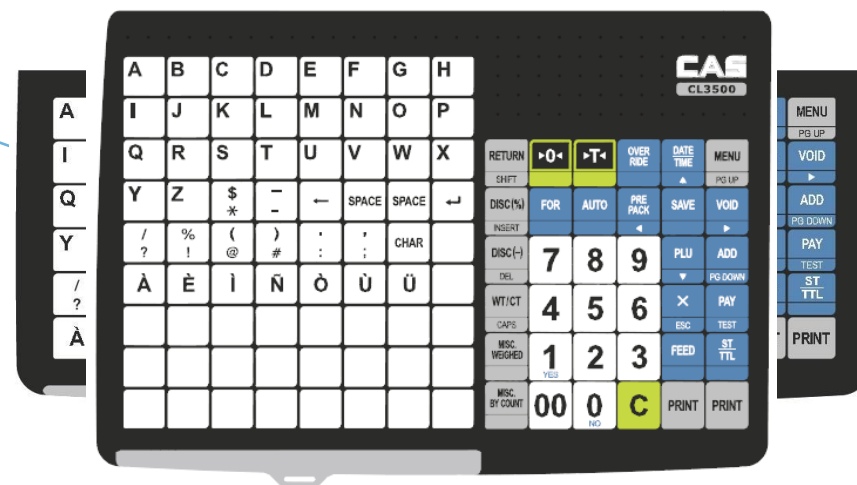 CAS
CL3500
A B C D E F G H
I J K L M N O P
Q R S T U V W X
Y Z $ * _ - ← SPACE SPACE ↵
/ ? % ! ( @ ) # . : ' ; CHAR
À È Ì Ñ Ò Ù Ü
RETURN SHIFT ▸0◂ ▸T◂ OVER RIDE DATE TIME ▲ MENU PG UP
DISC(%) INSERT FOR AUTO PRE PACK ◀ SAVE VOID ▶
DISC(-) DEL 7 8 9 PLU ▼ ADD PG DOWN
WT/CT CAPS 4 5 6 X ESC PAY TEST
MISC. WEIGHED 1 YES 2 3 FEED ST TTL
MISC. BY COUNT 00 0 NO C PRINT PRINT
A
I
Q
Y
/
?
À
MENU
PG UP
VOID
▶
ADD
PG DOWN
PAY
TEST
ST
TTL
PRINT